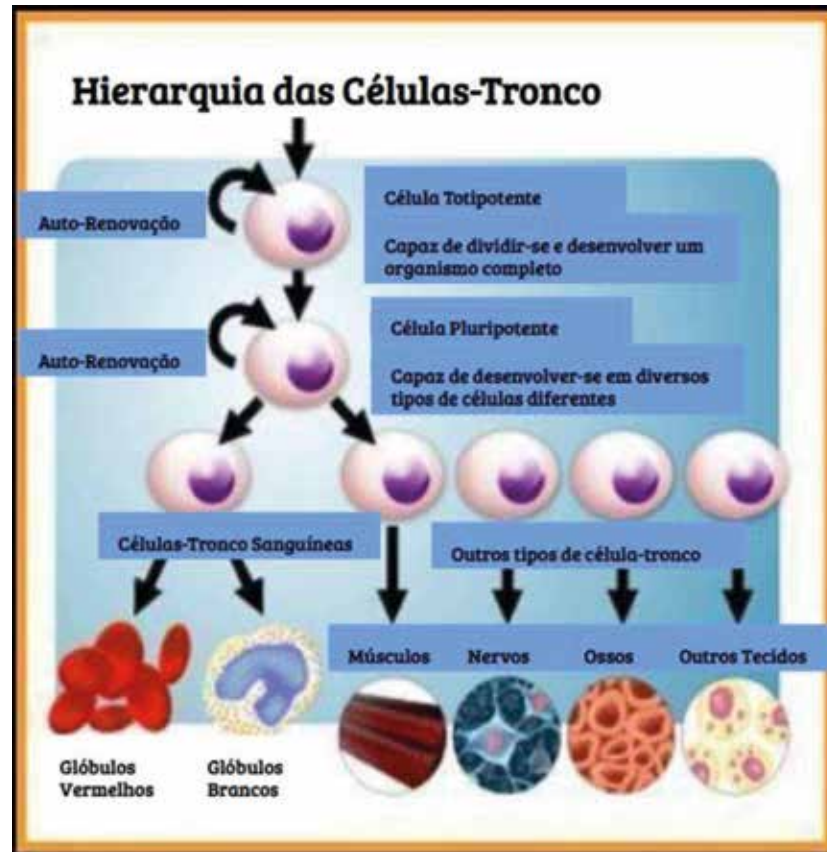 Hierarquia das Células-Tronco
Auto-Renovação
Célula Totipotente
Capaz de dividir-se e desenvolver um
organismo completo
Auto-Renovação
Célula Pluripotente
Capaz de desenvolver-se em diversos
tipos de células diferentes
Células-Tronco Sanguíneas
Outros tipos de célula-tronco
Músculos
Nervos
Ossos
Outros Tecidos
Glóbulos
Vermelhos
Glóbulos
Brancos